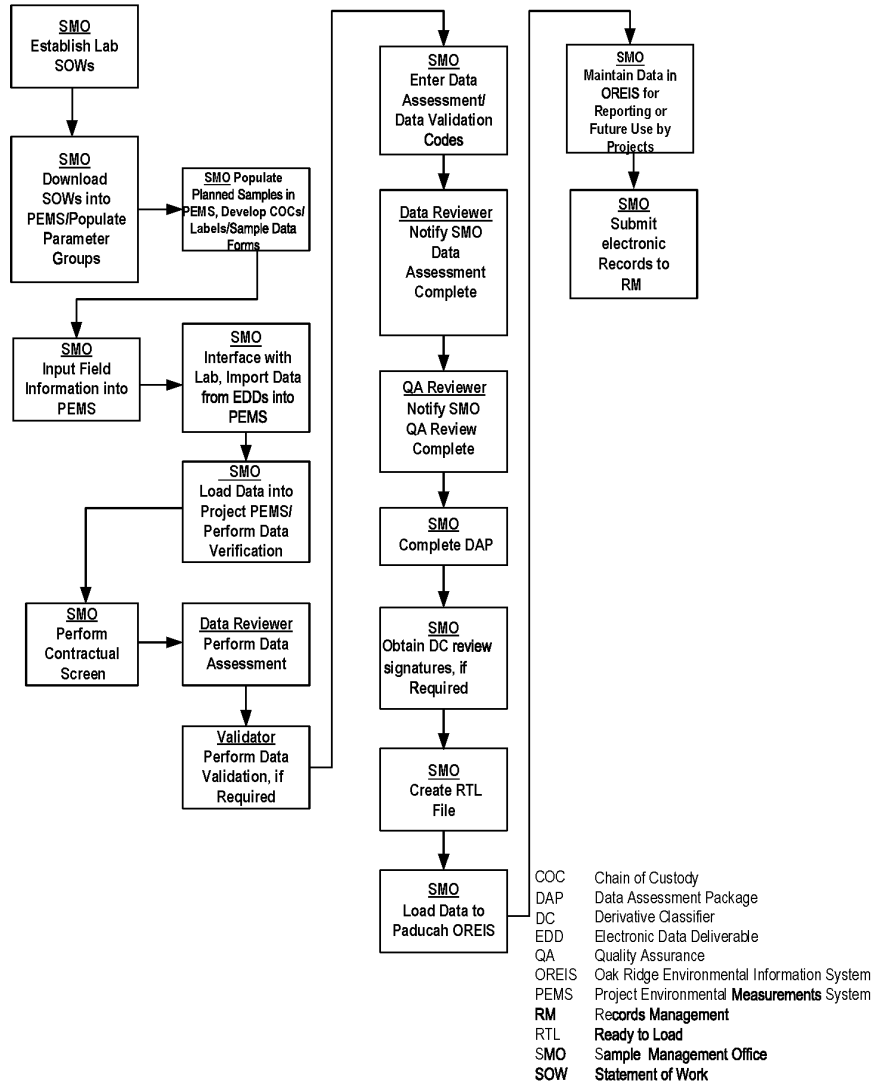 SMO
Establish Lab
SOWs
SMO
Download
SOWs into
PEMS/Populate
Parameter
Groups
SMO Populate
Planned Samples in
PEMS, Develop COCs/
Labels/Sample Data
Forms
SMO
Input Field
Information into
PEMS
SMO
Interface with
Lab, Import Data
from EDDs into
PEMS
SMO
Load Data into
Project PEMS/
Perform Data
Verification
SMO
Perform
Contractual
Screen
Data Reviewer
Perform Data
Assessment
Validator
Perform Data
Validation, if
Required
SMO
Enter Data
Assessment/
Data Validation
Codes
Data Reviewer
Notify SMO
Data
Assessment
Complete
QA Reviewer
Notify SMO
QA Review
Complete
SMO
Complete DAP
SMO
Obtain DC review
signatures, if
Required
SMO
Create RTL
File
SMO
Load Data to
Paducah OREIS
SMO
Maintain Data in
OREIS for
Reporting or
Future Use by
Projects
SMO
Submit
electronic
Records to
RM
COC Chain of Custody
DAP Data Assessment Package
DC Derivative Classifier
EDD Electronic Data Deliverable
QA Quality Assurance
OREIS Oak Ridge Environmental Information System
PEMS Project Environmental Measurements System
RM Records Management
RTL Ready to Load
SMO Sample Management Office
SOW Statement of Work